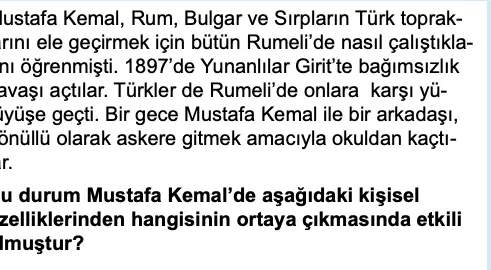 ustafa Kemal, Rum, Bulgar ve Sırpların Türk toprak-
rını ele geçirmek için bütün Rumeli’de nasıl çalıştıkla-
nı öğrenmişti. 1897’de Yunanlılar Girit’te bağımsızlık
avaşı açtılar. Türkler de Rumeli’de onlara karşı yü-
üyüşe geçti. Bir gece Mustafa Kemal ile bir arkadaşı,
önüllü olarak askere gitmek amacıyla okuldan kaçtı-
r.
u durum Mustafa Kemal’de aşağıdaki kişisel
zelliklerinden hangisinin ortaya çıkmasında etkili
lmuştur?